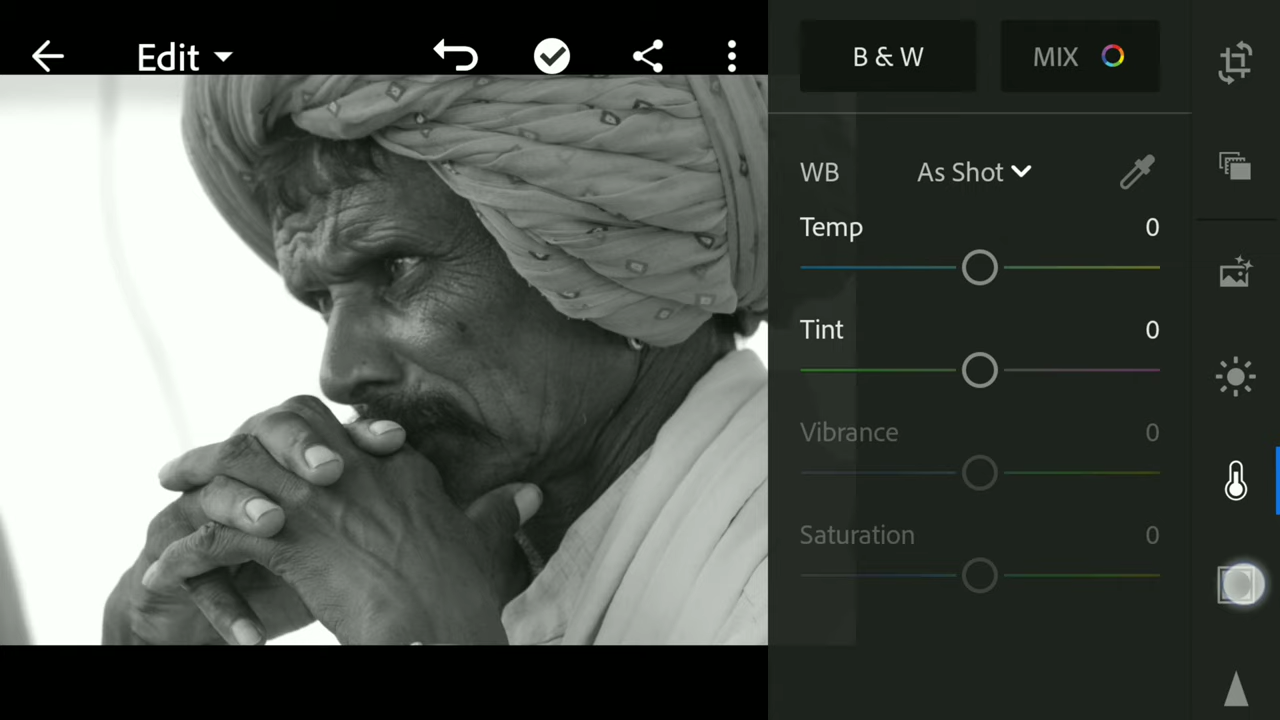 Edit
B & W
MIX
WB
As Shot
Temp
0
Tint
0
Vibrance
0
Saturation
0